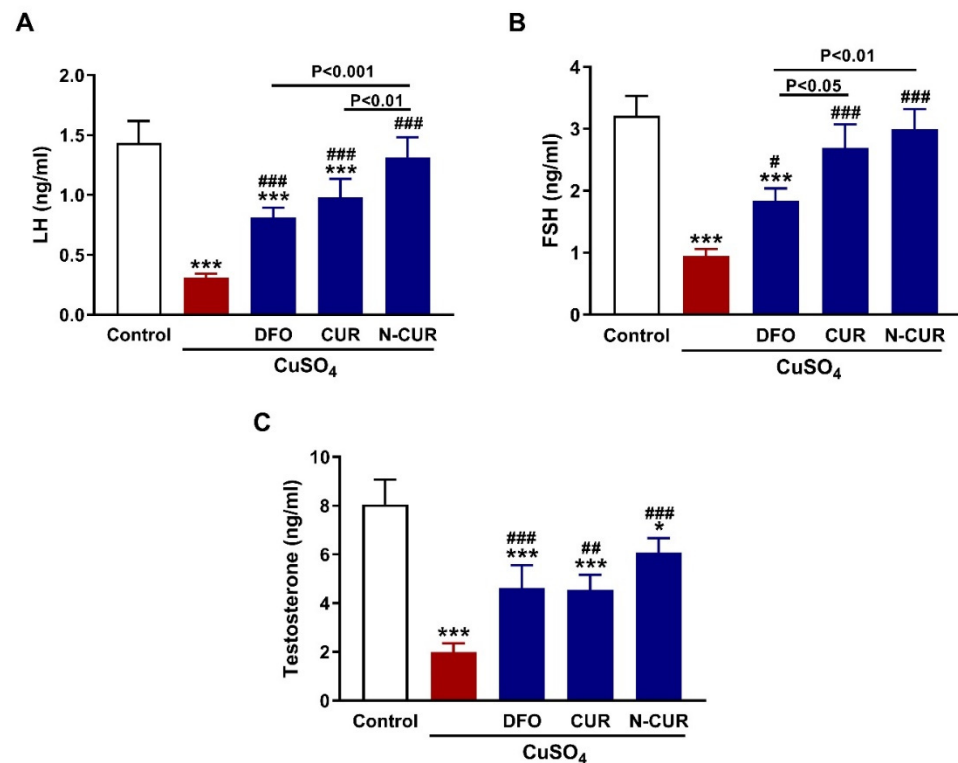 A
LH (ng/ml)
2.0
1.5
1.0
0.5
0.0
P<0.001
P<0.01
***
###
***
###
***
###
Control
DFO
CUR
N-CUR
CuSO₄
B
FSH (ng/ml)
4
3
2
1
0
P<0.01
P<0.05
***
#
***
###
###
Control
DFO
CUR
N-CUR
CuSO₄
C
Testosterone (ng/ml)
10
8
6
4
2
0
***
###
***
##
***
###
*
Control
DFO
CUR
N-CUR
CuSO₄